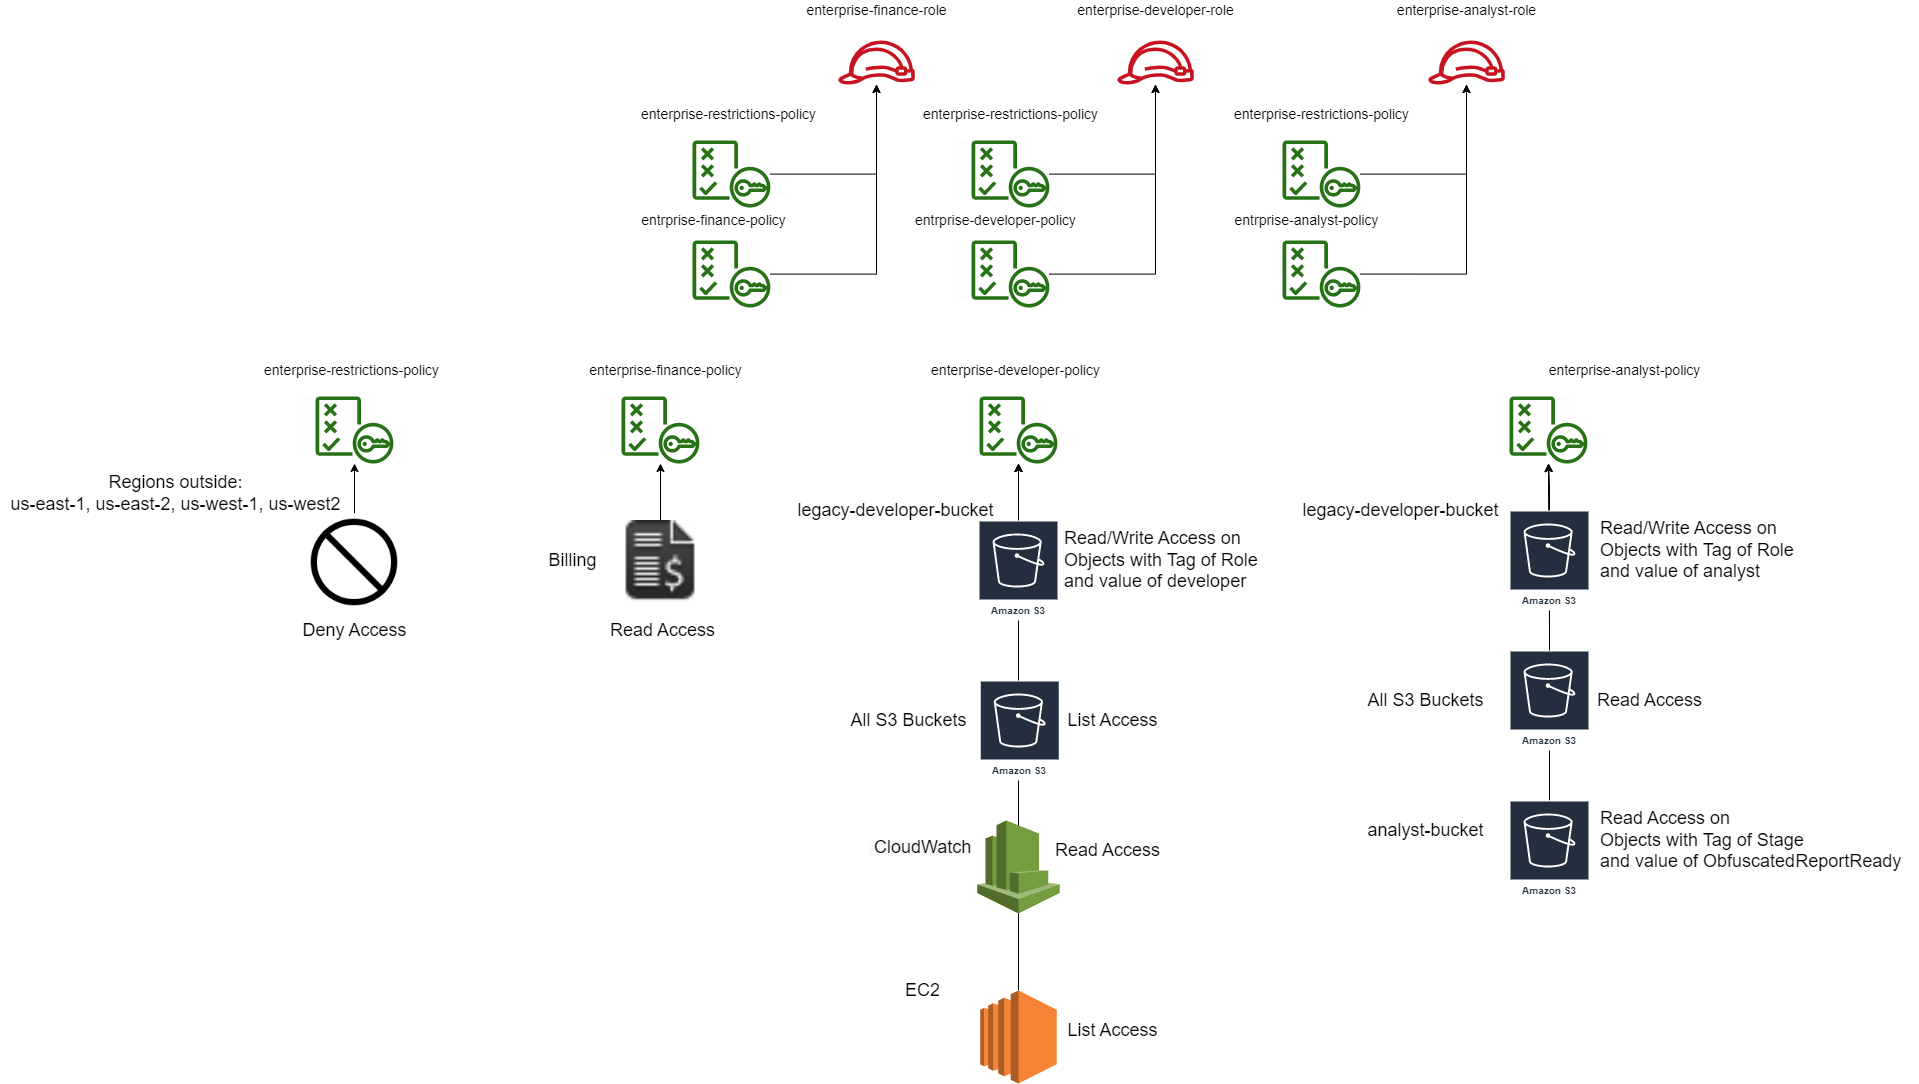 enterprise-finance-role
enterprise-developer-role
enterprise-analyst-role
enterprise-restrictions-policy
enterprise-restrictions-policy
enterprise-restrictions-policy
entrprise-finance-policy
entrprise-developer-policy
entrprise-analyst-policy
enterprise-restrictions-policy
enterprise-finance-policy
enterprise-developer-policy
enterprise-analyst-policy
Regions outside:
us-east-1, us-east-2, us-west-1, us-west2
Deny Access
Billing
Read Access
legacy-developer-bucket
Read/Write Access on
Objects with Tag of Role
and value of developer
Amazon S3
All S3 Buckets
List Access
Amazon S3
CloudWatch
Read Access
EC2
List Access
legacy-developer-bucket
Read/Write Access on
Objects with Tag of Role
and value of analyst
Amazon S3
All S3 Buckets
Read Access
Amazon S3
analyst-bucket
Read Access on
Objects with Tag of Stage
and value of ObfuscatedReportReady
Amazon S3